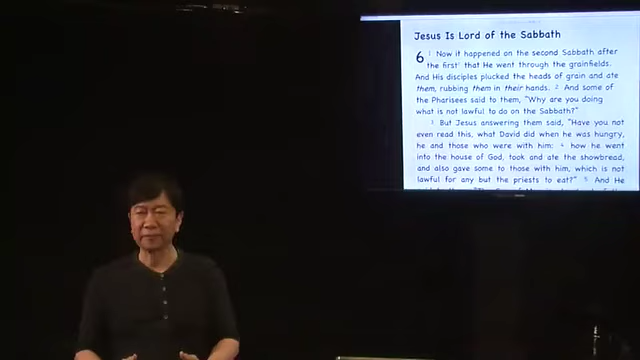 Jesus Is Lord of the Sabbath
6 1 Now it happened on the second Sabbath after
the first that He went through the grainfields.
And His disciples plucked the heads of grain and ate
them, rubbing them in their hands. 2 And some of
the Pharisees said to them, "Why are you doing
what is not lawful to do on the Sabbath?"
3 But Jesus answering them said, "Have you not
even read this, what David did when he was hungry,
he and those who were with him: 4 how he went
into the house of God, took and ate the showbread,
and also gave some to those with him, which is not
lawful for any but the priests to eat?" 5 And He